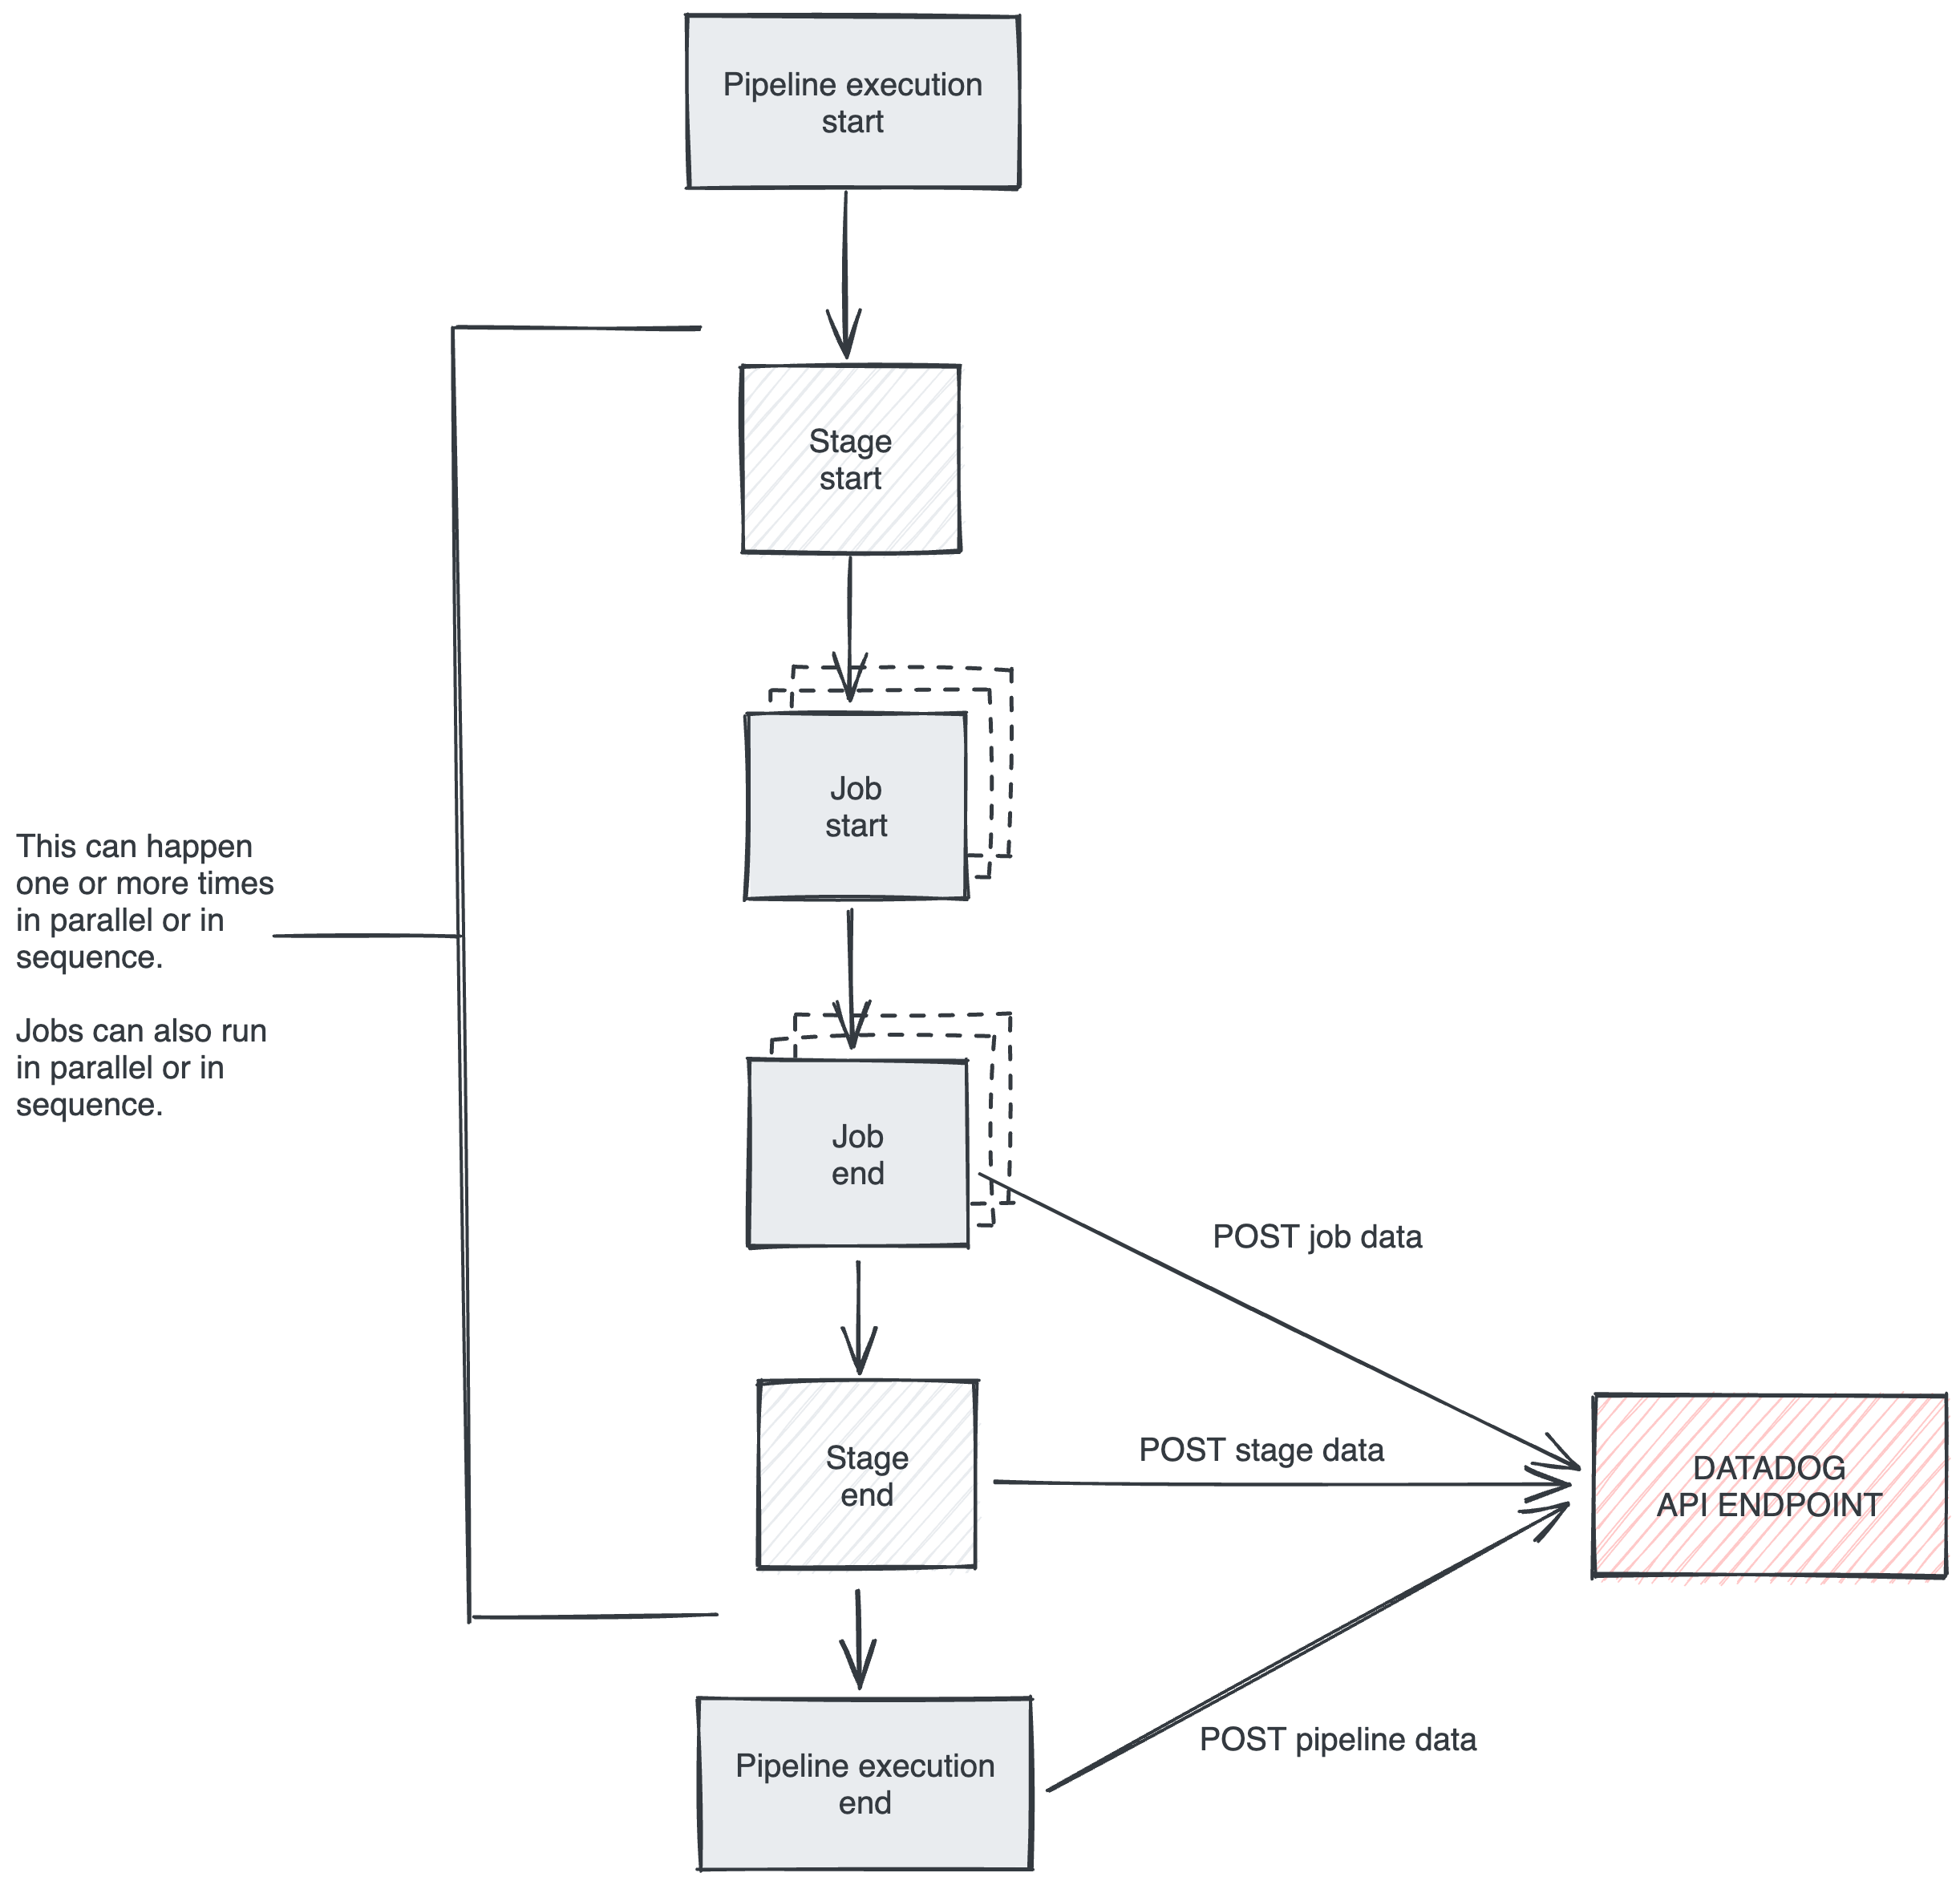 Pipeline execution
start
Stage
start
Job
start
This can happen
one or more times
in parallel or in
sequence.
Jobs can also run
in parallel or in
sequence.
Job
end
POST job data
Stage
end
POST stage data
DATADOG
API ENDPOINT
POST pipeline data
Pipeline execution
end